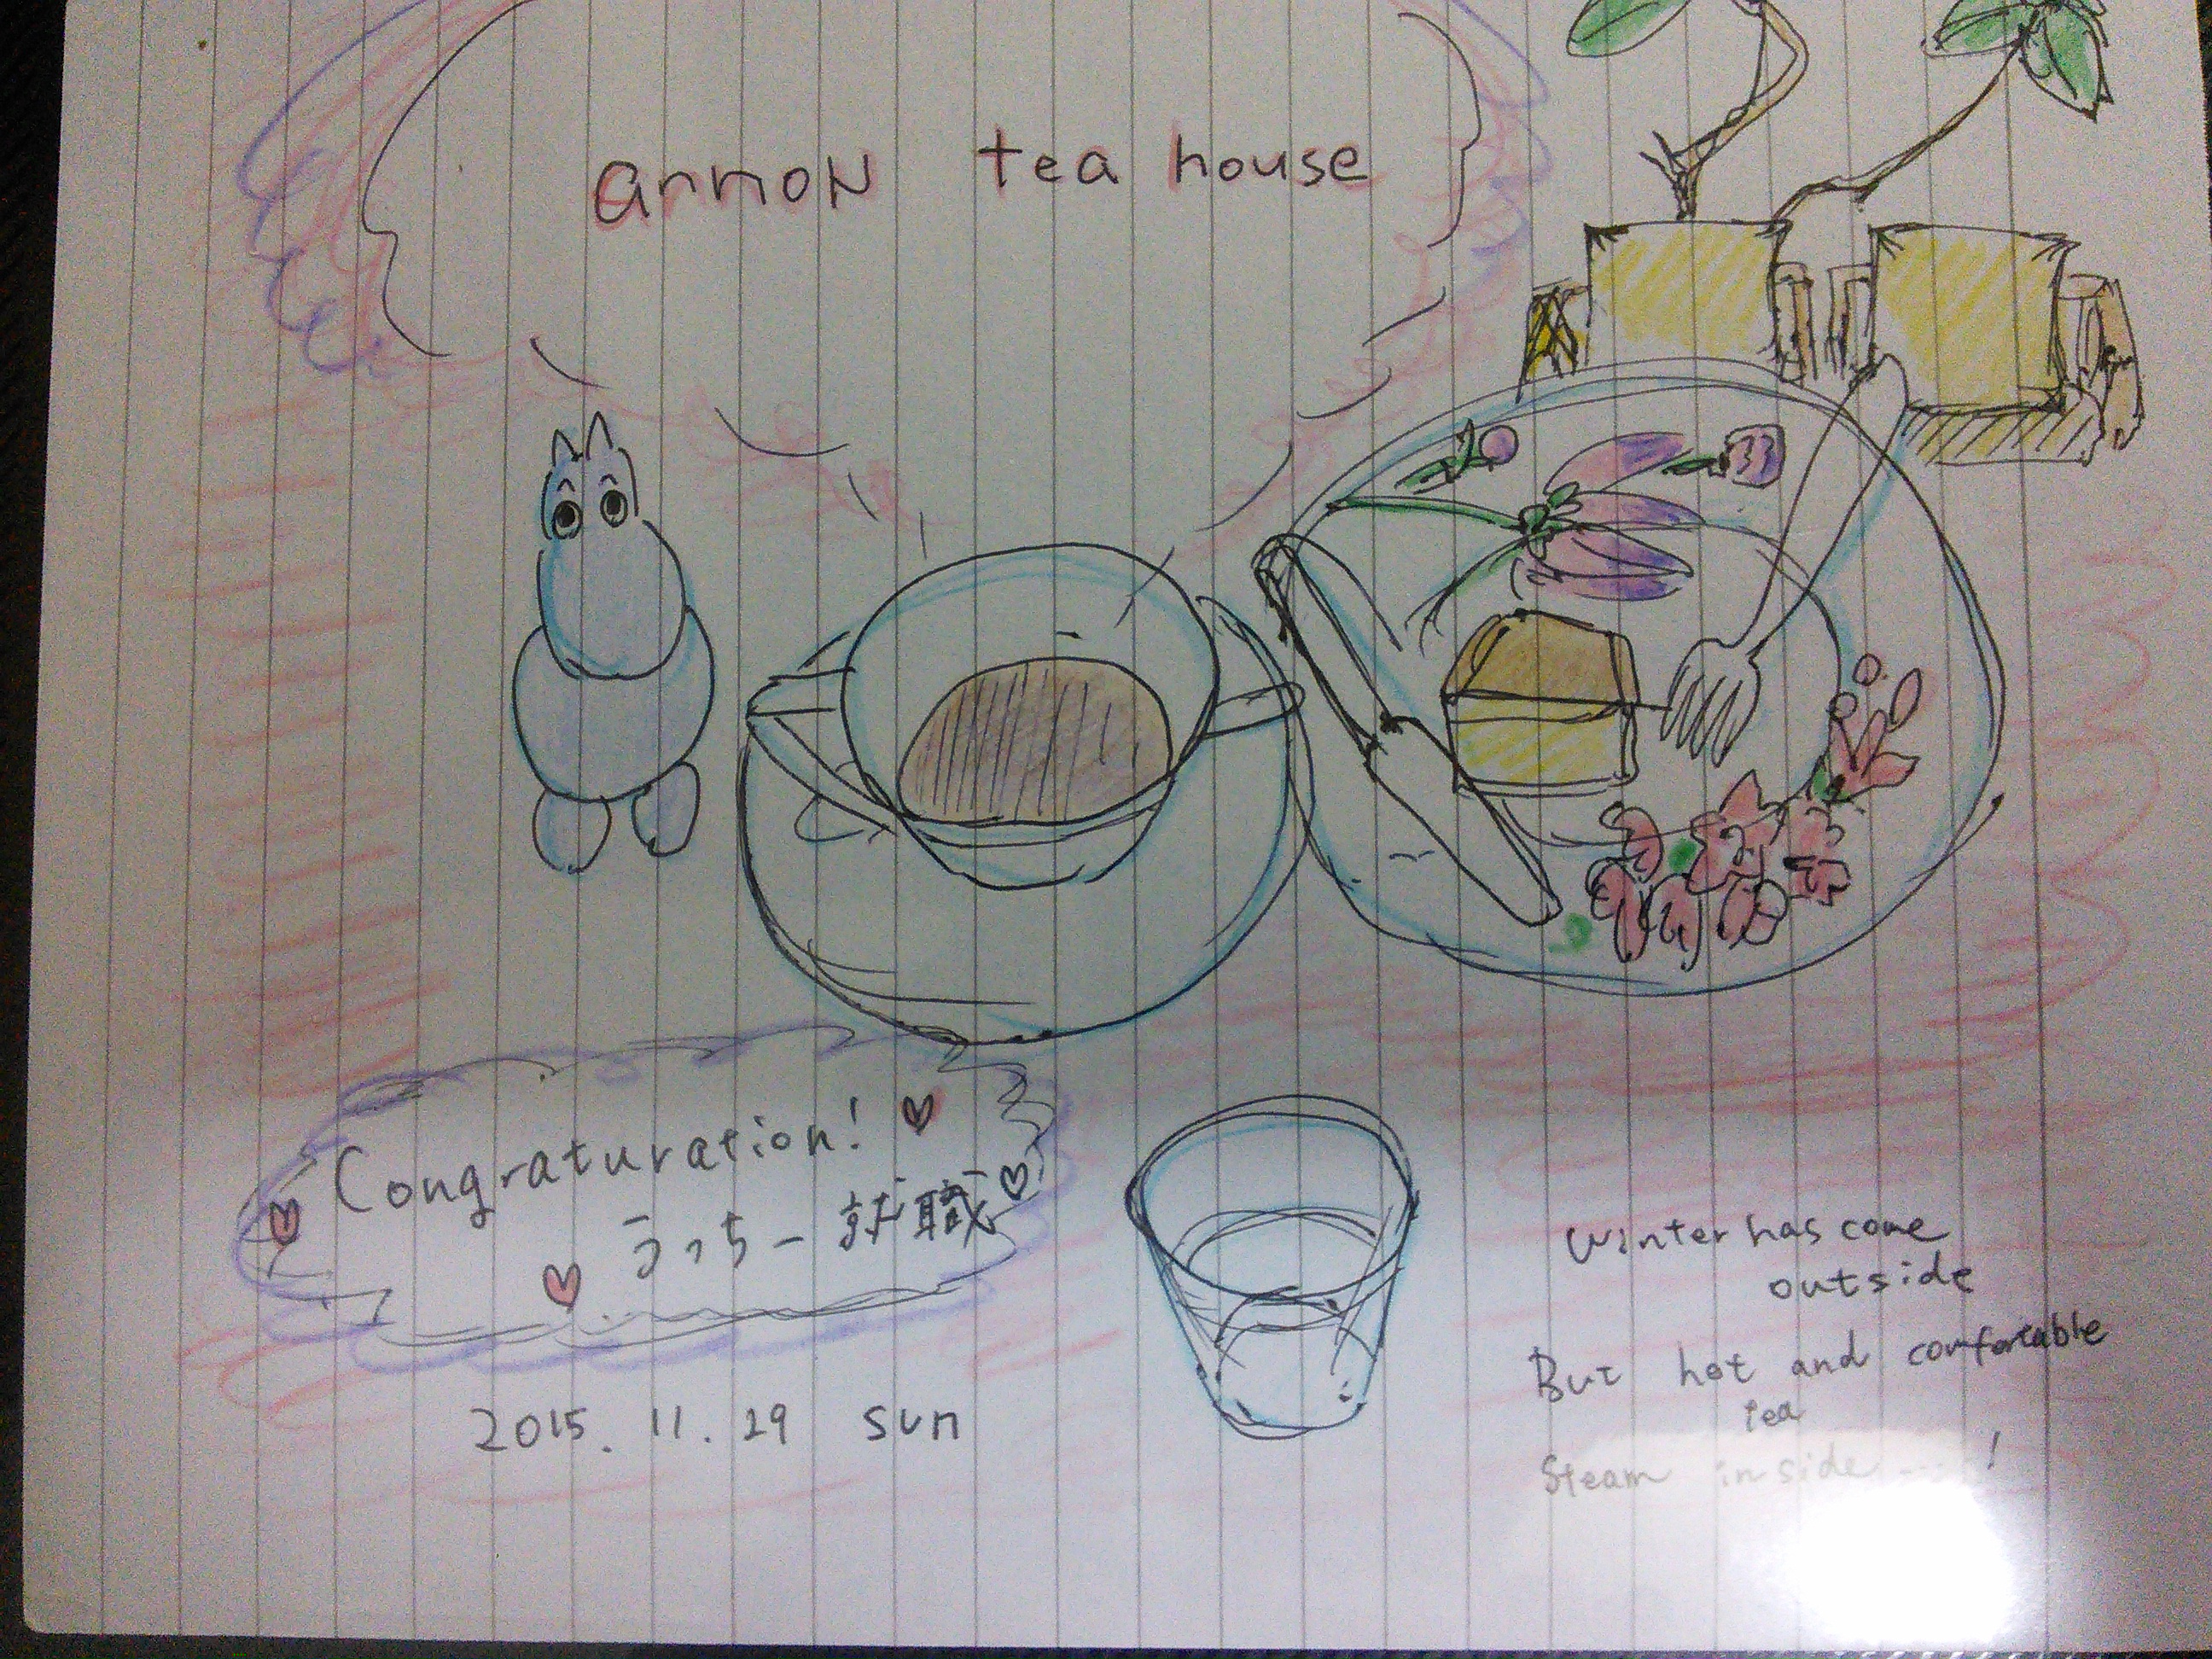 annon tea house
Congraturation!
うっちー就職
2015. 11. 29 sun
Winter has come
outside
But hot and comfortable
tea
Steam inside ... !